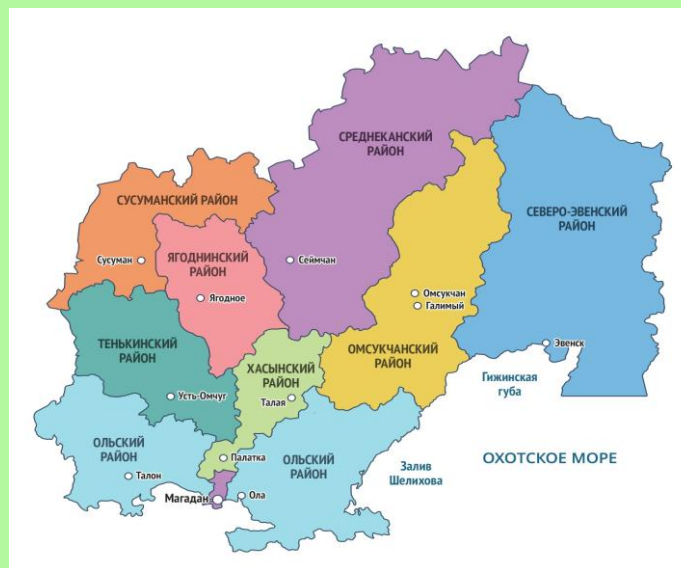 СРЕДНЕКАНСКИЙ
РАЙОН
СУСУМАНСКИЙ РАЙОН
СЕВЕРО-ЭВЕНСКИЙ
РАЙОН
Сусуман
ЯГОДНИНСКИЙ
РАЙОН
Сеймчан
Ягодное
Омсукчан
Галимый
ТЕНЬКИНСКИЙ
РАЙОН
ХАСЫНСКИЙ
РАЙОН
ОМСУКЧАНСКИЙ
РАЙОН
Эвенск
Гижинская
губа
Усть-Омчуг
Талая
ОЛЬСКИЙ
РАЙОН
Палатка
ОЛЬСКИЙ
РАЙОН
Залив
Шелихова
ОХОТСКОЕ МОРЕ
Талон
Магадан
Ола